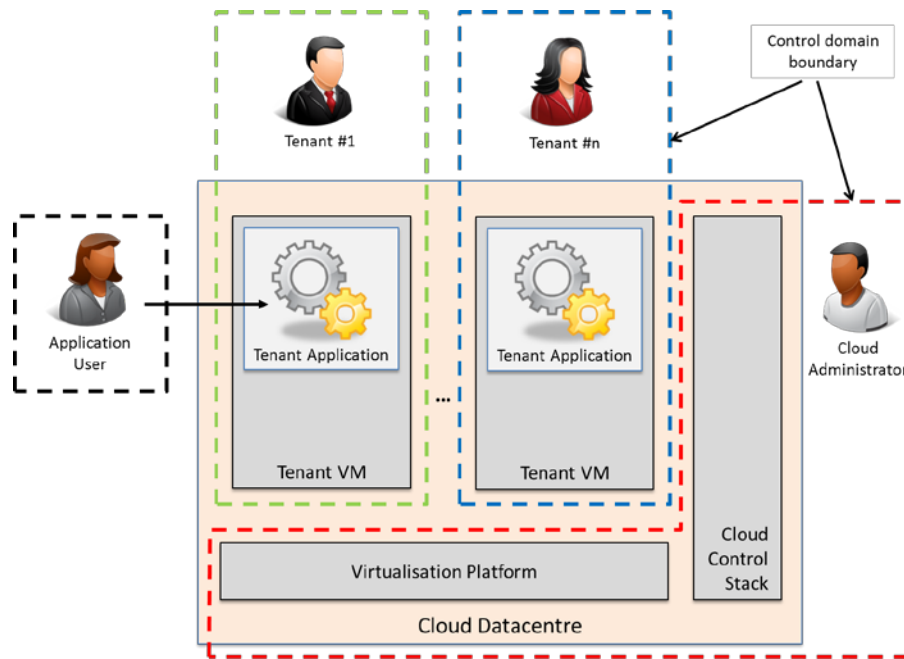 Control domain
boundary
Tenant #1
Tenant #n
Application
User
Tenant Application
Tenant Application
Cloud
Administrator
...
Tenant VM
Tenant VM
Cloud
Control
Stack
Virtualisation Platform
Cloud Datacentre